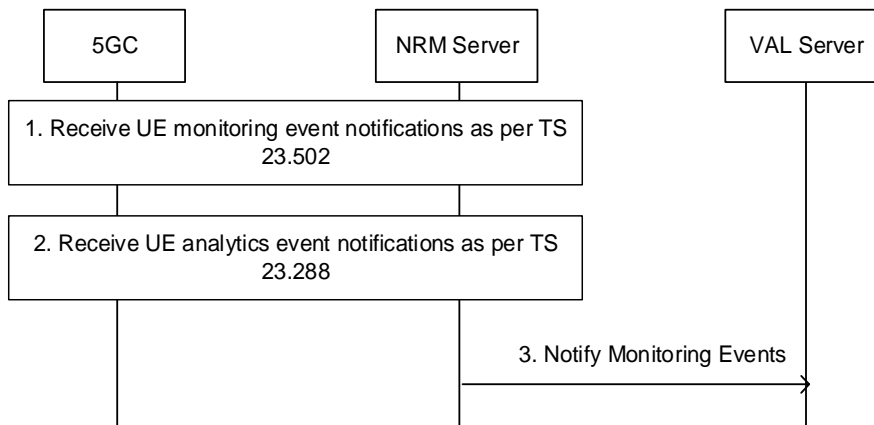 5GC
NRM Server
VAL Server
1. Receive UE monitoring event notifications as per TS
23.502
2. Receive UE analytics event notifications as per TS
23.288
3. Notify Monitoring Events